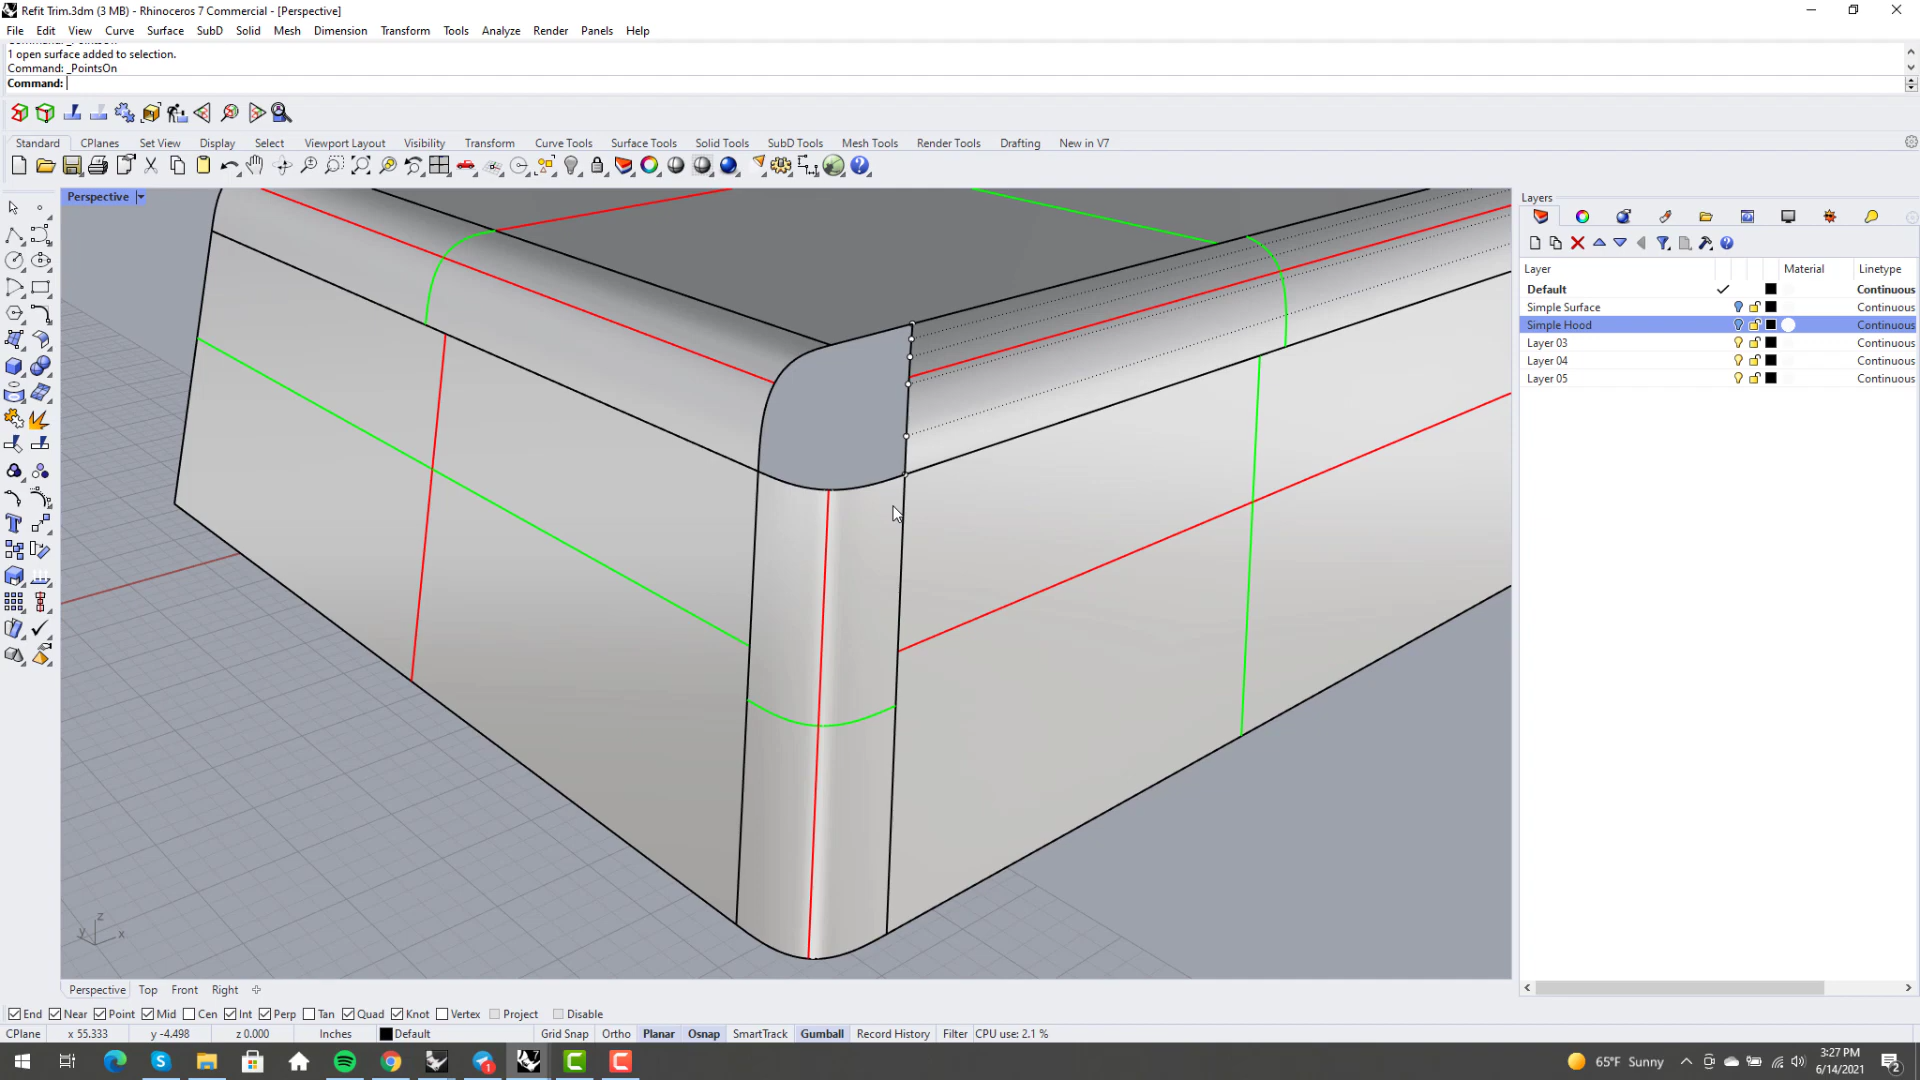 Refit Trim.3dm (3 MB) - Rhinoceros 7 Commercial - [Perspective]
File Edit View Curve Surface SubD Solid Mesh Dimension Transform Tools Analyze Render Panels Help
1 open surface added to selection.
Command: _PointsOn
Command:
Standard CPlanes Set View Display Select Viewport Layout Visibility Transform Curve Tools Surface Tools Solid Tools SubD Tools Mesh Tools Render Tools Drafting New in V7
Perspective
Layers
Layer Material Linetype
Default Continuous
Simple Surface Continuous
Simple Hood Continuous
Layer 03 Continuous
Layer 04 Continuous
Layer 05 Continuous
z
y x
Perspective Top Front Right
End Near Point Mid Cen Int Perp Tan Quad Knot Vertex Project Disable
CPlane x 55.333 y -4.498 z 0.000 Inches Default Grid Snap Ortho Planar Osnap SmartTrack Gumball Record History Filter CPU use: 2.1 %
65°F Sunny
3:27 PM
6/14/2021
2